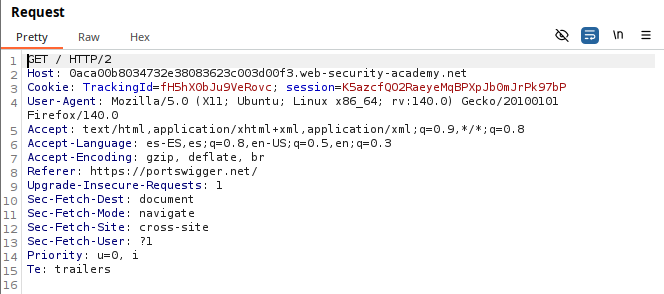 Request
Pretty Raw Hex
\n
1 GET / HTTP/2
2 Host: 0aca00b8034732e38083623c003d00f3.web-security-academy.net
3 Cookie: TrackingId=fH5hX0bJu9VeRovc; session=K5azcfQO2RaeyeMqBPXpJb0mJrPk97bP
4 User-Agent: Mozilla/5.0 (X11; Ubuntu; Linux x86_64; rv:140.0) Gecko/20100101
Firefox/140.0
5 Accept: text/html,application/xhtml+xml,application/xml;q=0.9,*/*;q=0.8
6 Accept-Language: es-ES,es;q=0.8,en-US;q=0.5,en;q=0.3
7 Accept-Encoding: gzip, deflate, br
8 Referer: https://portswigger.net/
9 Upgrade-Insecure-Requests: 1
10 Sec-Fetch-Dest: document
11 Sec-Fetch-Mode: navigate
12 Sec-Fetch-Site: cross-site
13 Sec-Fetch-User: ?1
14 Priority: u=0, i
15 Te: trailers
16